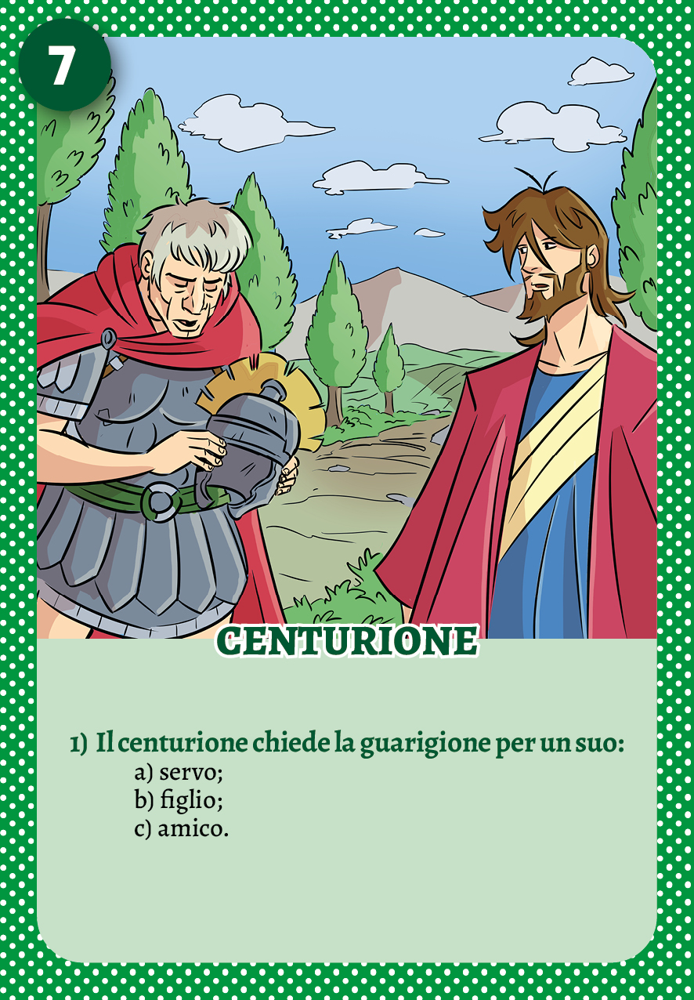 7
CENTURIONE
1) Il centurione chiede la guarigione per un suo:
a) servo;
b) figlio;
c) amico.